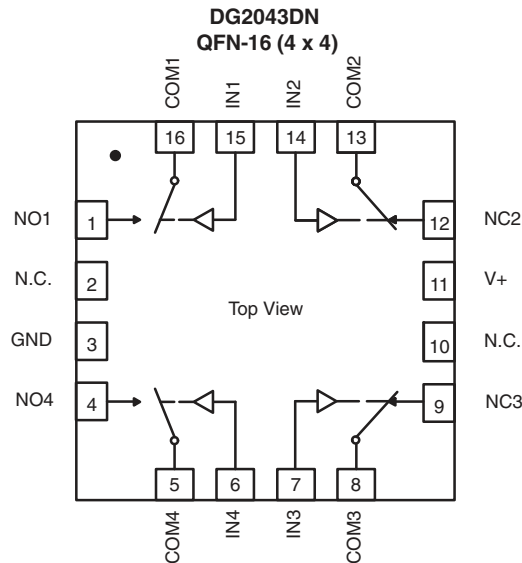 DG2043DN
QFN-16 (4 x 4)
COM1
IN1
IN2
COM2
16
15
14
13
NO1
1
12
NC2
N.C.
2
11
V+
Top View
GND
3
10
N.C.
NO4
4
9
NC3
5
6
7
8
COM4
IN4
IN3
COM3